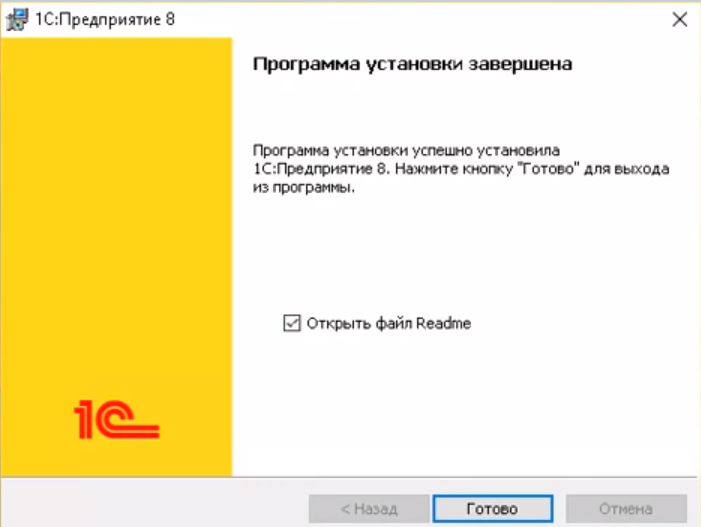 1С:Предприятие 8
Программа установки завершена
Программа установки успешно установила
1С:Предприятие 8. Нажмите кнопку "Готово" для выхода
из программы.
Открыть файл Readme
1С
< Назад
Готово
Отмена